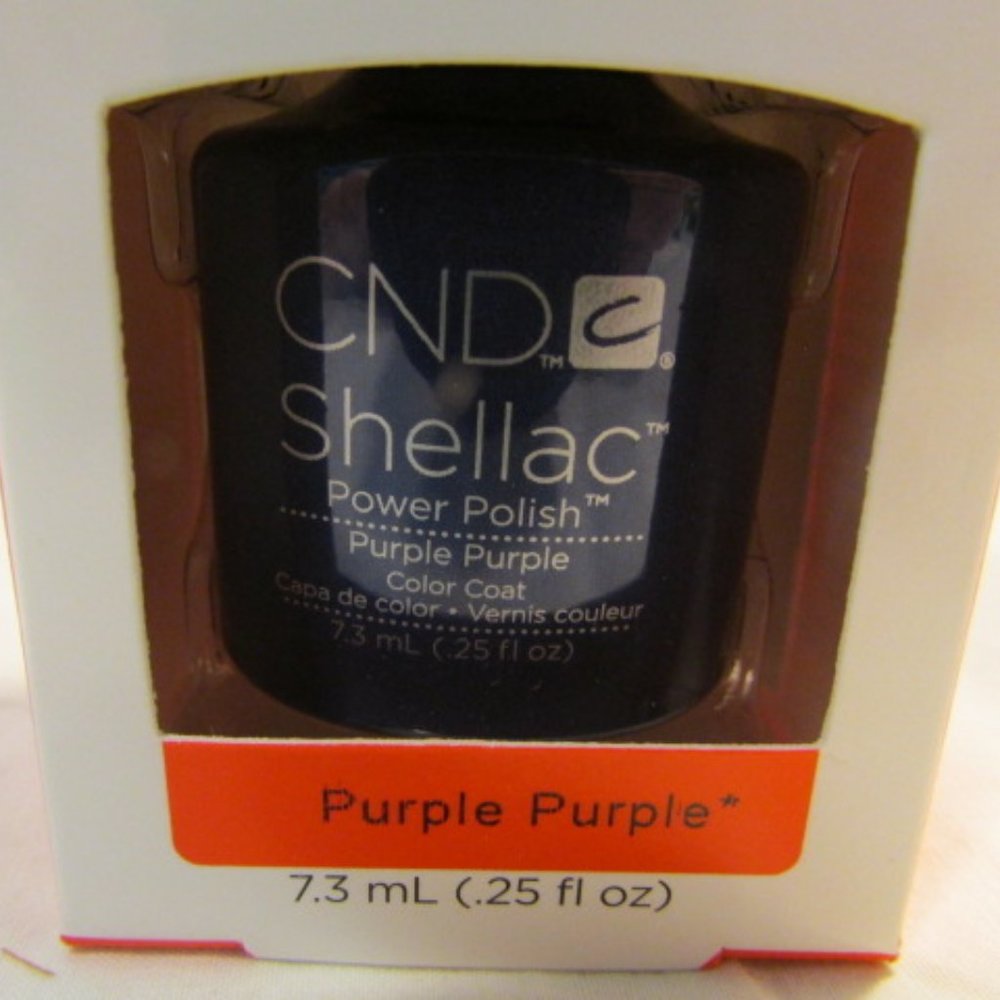 CND™ C®
Shellac™
Power Polish™
Purple Purple
Color Coat
Capa de color • Vernis couleur
7.3 mL (.25 fl oz)
Purple Purple*
7.3 mL (.25 fl oz)